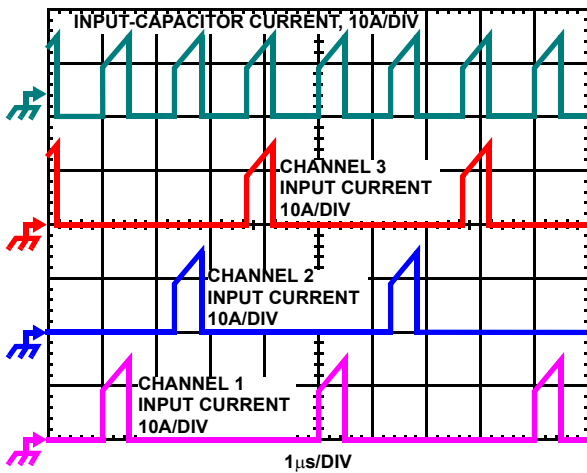 INPUT-CAPACITOR CURRENT, 10A/DIV
CHANNEL 3
INPUT CURRENT
10A/DIV
CHANNEL 2
INPUT CURRENT
10A/DIV
CHANNEL 1
INPUT CURRENT
10A/DIV
1μs/DIV